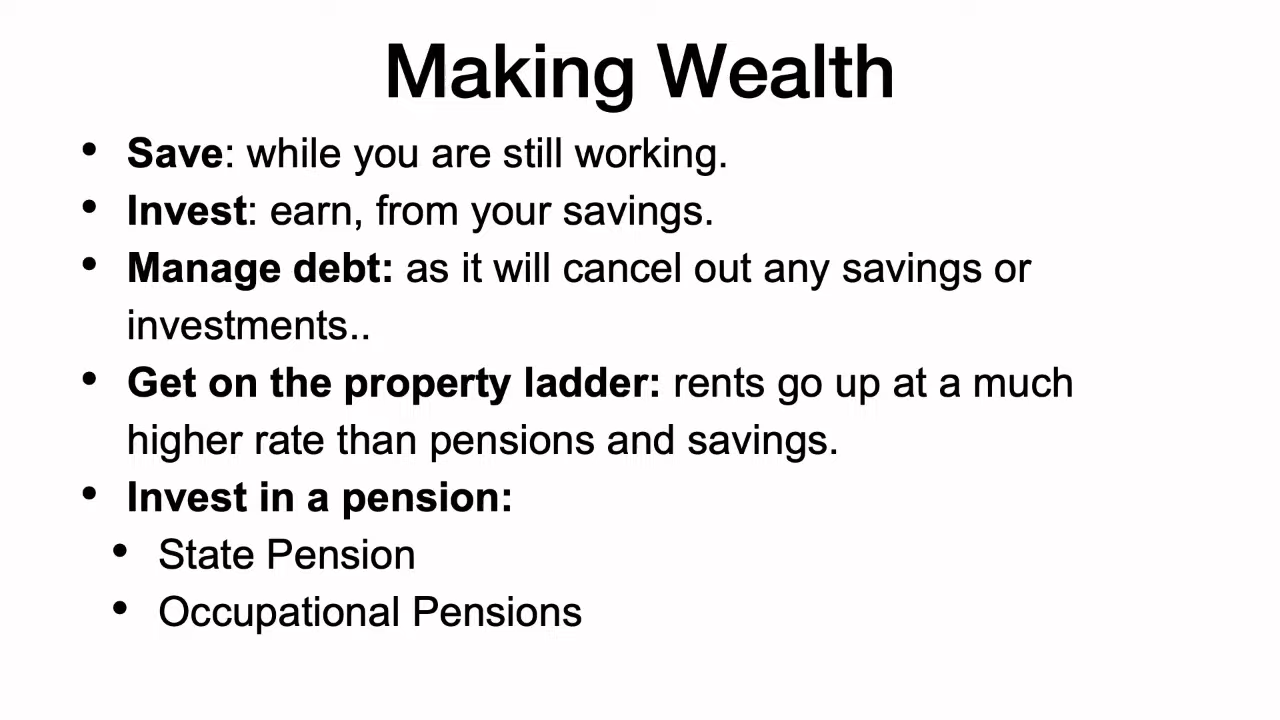 Making Wealth
• Save: while you are still working.
• Invest: earn, from your savings.
• Manage debt: as it will cancel out any savings or
investments..
• Get on the property ladder: rents go up at a much
higher rate than pensions and savings.
• Invest in a pension:
• State Pension
• Occupational Pensions